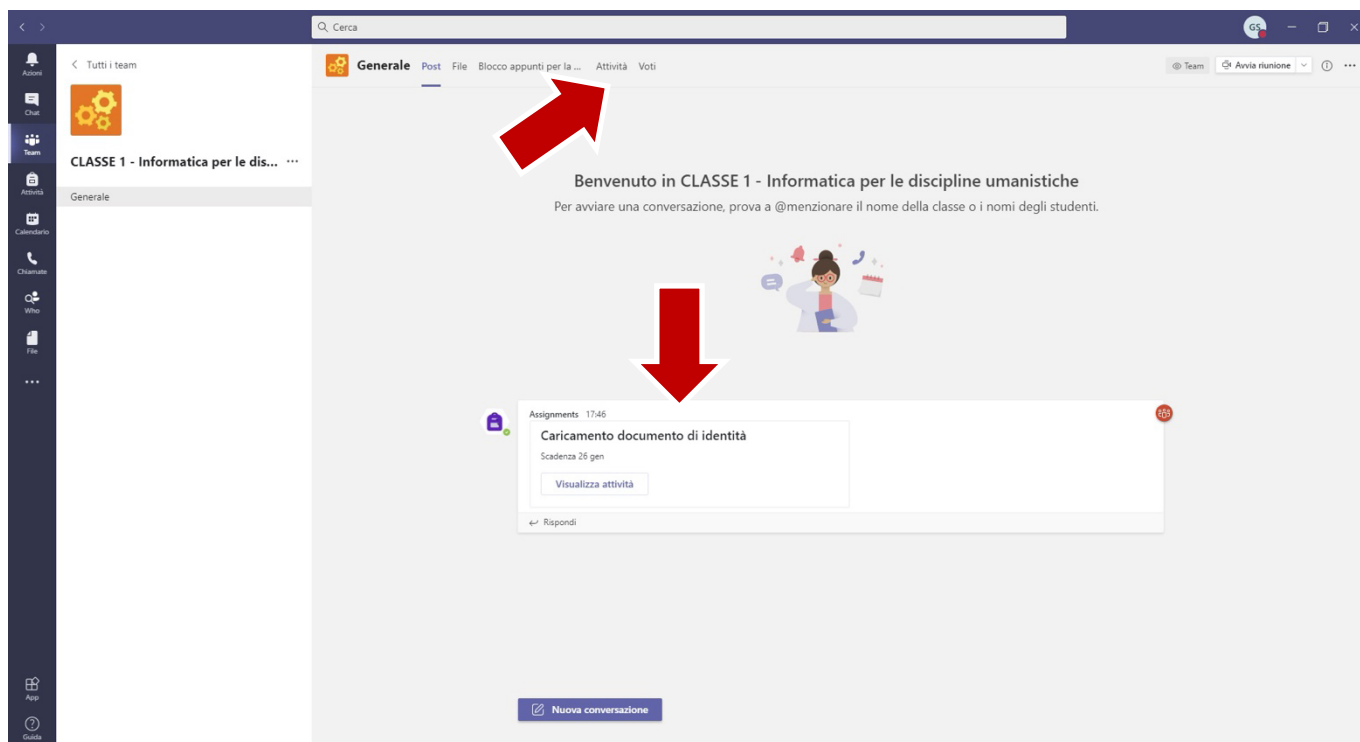 Cerca
GS
Azioni
Chat
Team
Attività
Calendario
Chiamate
Who
File
App
Guida
Tutti i team
CLASSE 1 - Informatica per le dis... ...
Generale
Generale Post File Blocco appunti per la ... Attività Voti
Team Avvia riunione
Benvenuto in CLASSE 1 - Informatica per le discipline umanistiche
Per avviare una conversazione, prova a @menzionare il nome della classe o i nomi degli studenti.
Assignments 17:46
Caricamento documento di identità
Scadenza 26 gen
Visualizza attività
Rispondi
Nuova conversazione